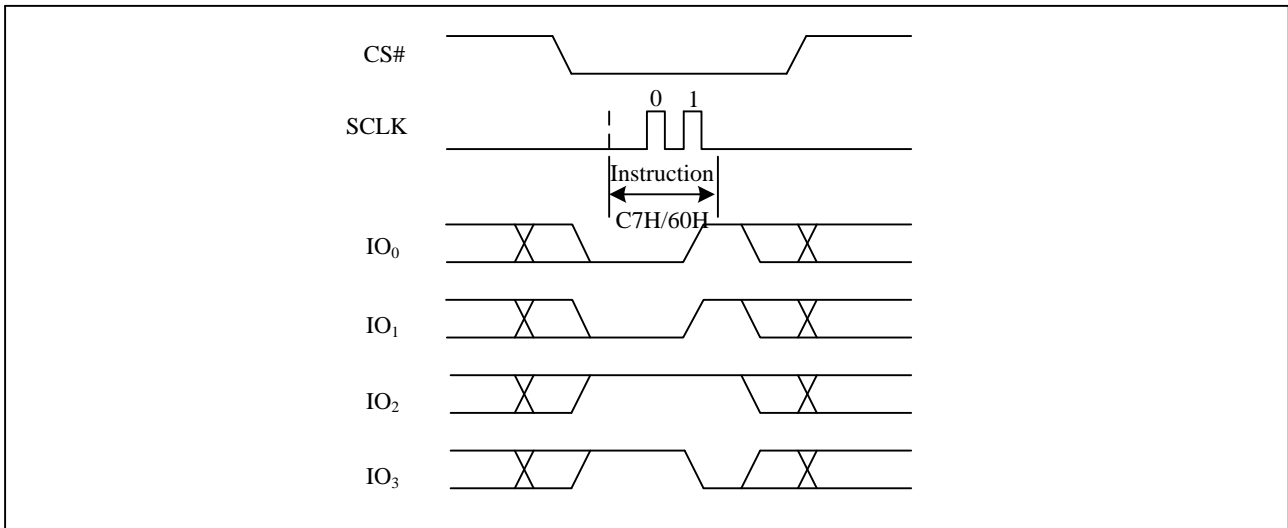 CS#
0 1
SCLK
Instruction
C7H/60H
IO₀
IO₁
IO₂
IO₃